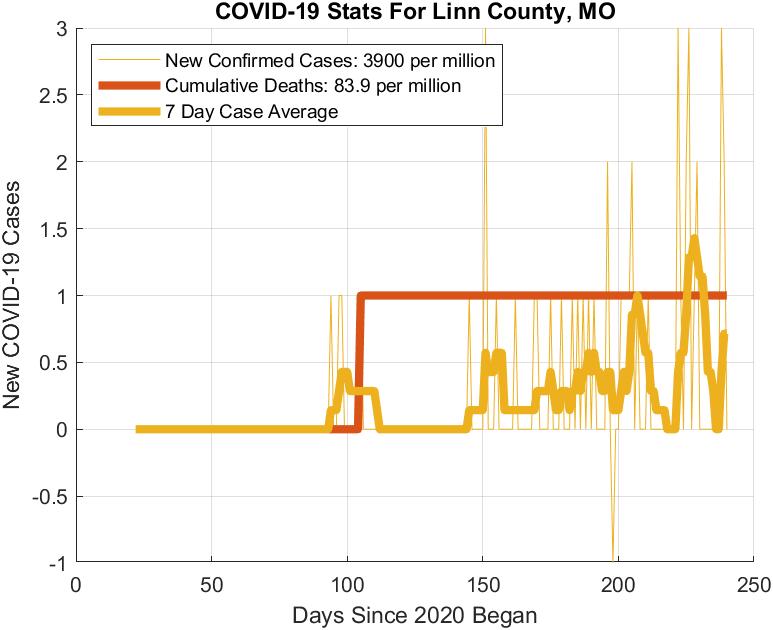 COVID-19 Stats For Linn County, MO
New Confirmed Cases: 3900 per million
Cumulative Deaths: 83.9 per million
7 Day Case Average
New COVID-19 Cases
3
2.5
2
1.5
1
0.5
0
-0.5
-1
0 50 100 150 200 250
Days Since 2020 Began